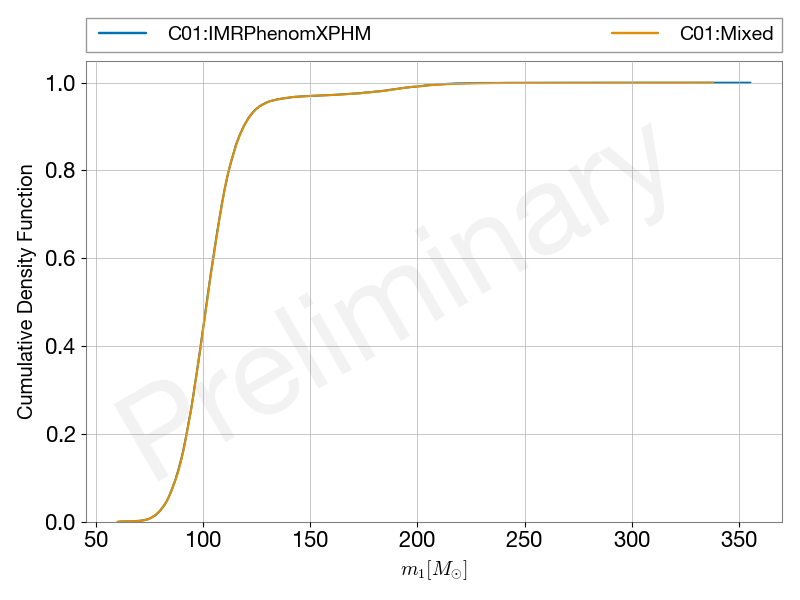 C01:IMRPhenomXPHM C01:Mixed
1.0
0.8
0.6
0.4
0.2
0.0
Cumulative Density Function
Preliminary
50 100 150 200 250 300 350
m₁[M☉]